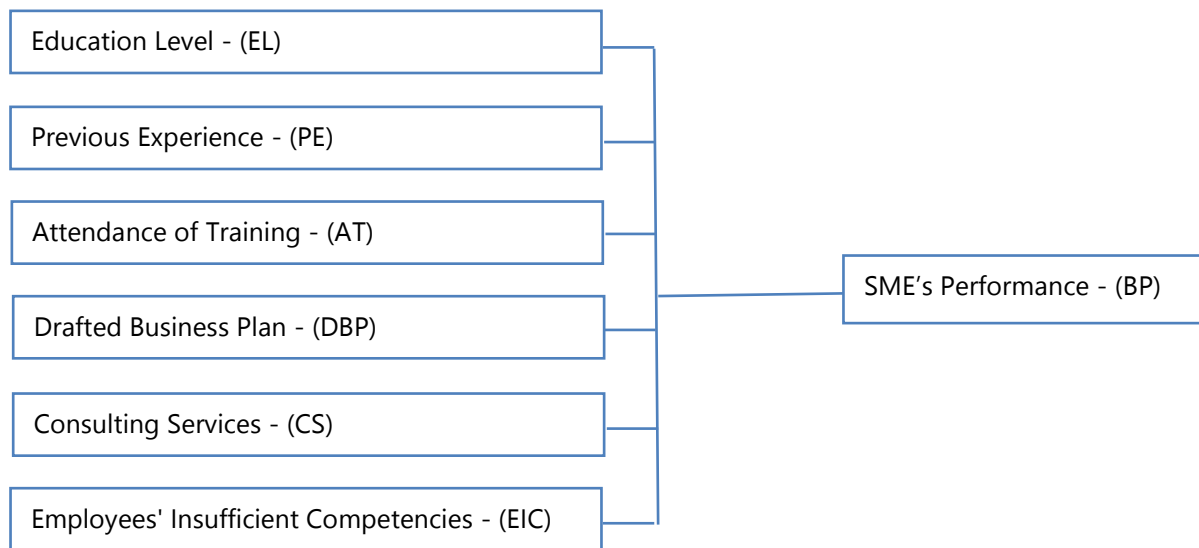 Education Level - (EL)
Previous Experience - (PE)
Attendance of Training - (AT)
Drafted Business Plan - (DBP)
Consulting Services - (CS)
Employees' Insufficient Competencies - (EIC)
SME’s Performance - (BP)